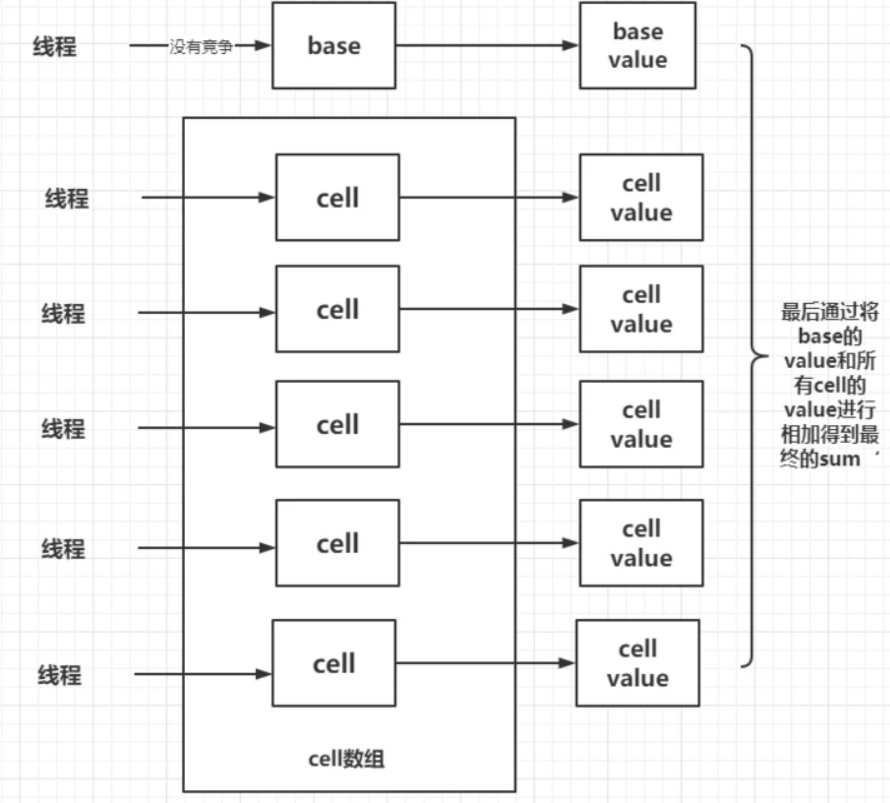 线程
没有竞争
base
base
value
线程
cell
cell
value
线程
cell
cell
value
线程
cell
cell
value
线程
cell
cell
value
线程
cell
cell
value
cell数组
最后通过将
base的
value和所
有cell的
value进行
相加得到最
终的sum ‘